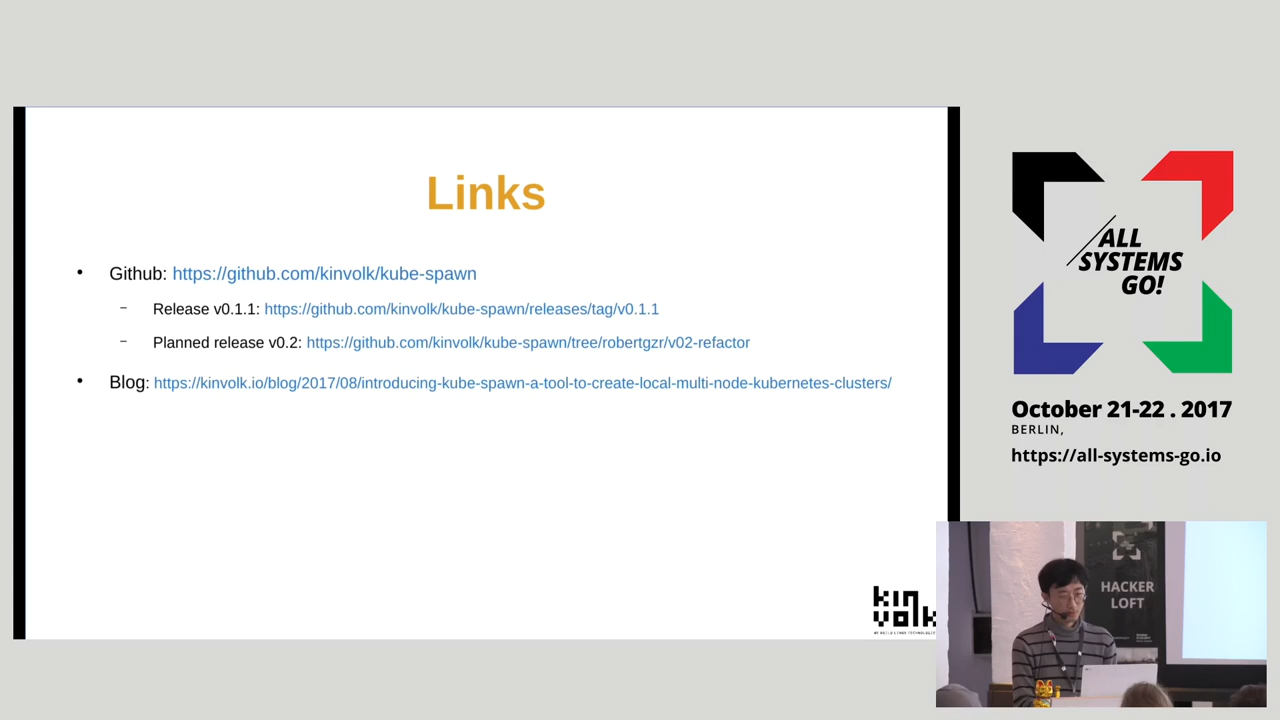 Links
• Github: https://github.com/kinvolk/kube-spawn
– Release v0.1.1: https://github.com/kinvolk/kube-spawn/releases/tag/v0.1.1
– Planned release v0.2: https://github.com/kinvolk/kube-spawn/tree/robertgzr/v02-refactor
• Blog: https://kinvolk.io/blog/2017/08/introducing-kube-spawn-a-tool-to-create-local-multi-node-kubernetes-clusters/
kin
volk
ALL
SYSTEMS
GO!
October 21-22 . 2017
BERLIN,
https://all-systems-go.io
HACKER
LOFT